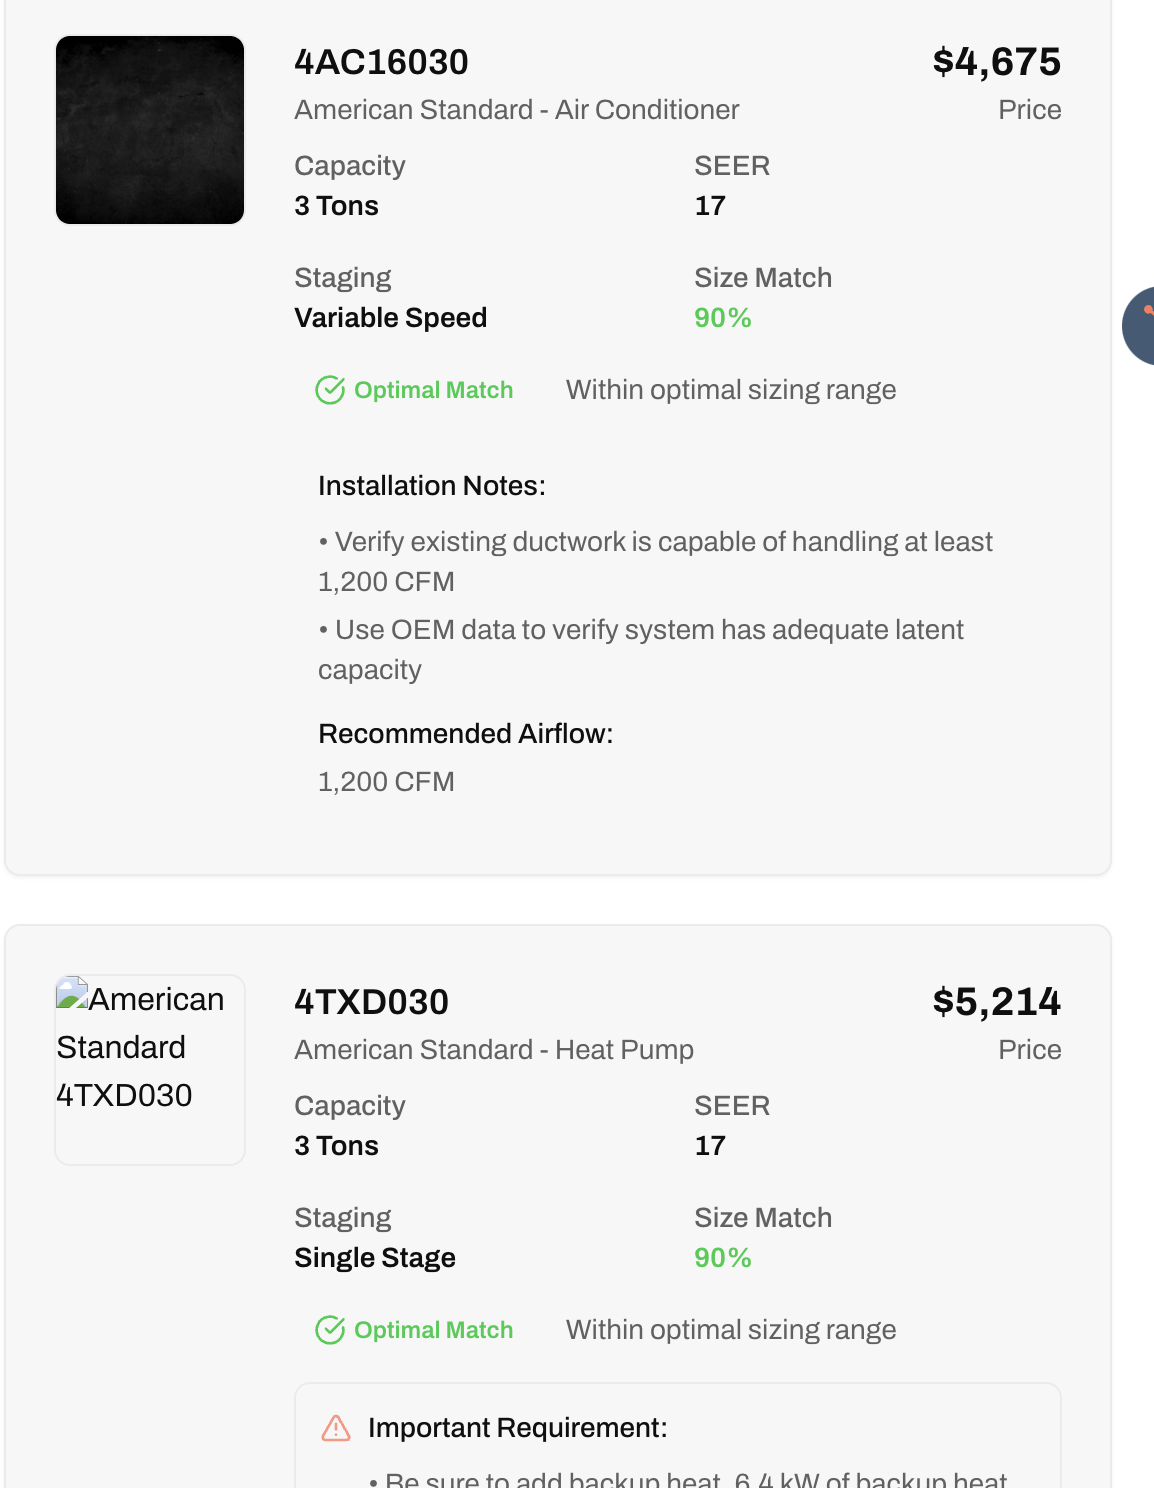 4AC16030
$4,675
American Standard - Air Conditioner
Price
Capacity
SEER
3 Tons
17
Staging
Size Match
Variable Speed
90%
Optimal Match
Within optimal sizing range
Installation Notes:
• Verify existing ductwork is capable of handling at least
1,200 CFM
• Use OEM data to verify system has adequate latent
capacity
Recommended Airflow:
1,200 CFM
American
Standard
4TXD030
4TXD030
$5,214
American Standard - Heat Pump
Price
Capacity
SEER
3 Tons
17
Staging
Size Match
Single Stage
90%
Optimal Match
Within optimal sizing range
Important Requirement:
• Be sure to add backup heat. 6.4 kW of backup heat